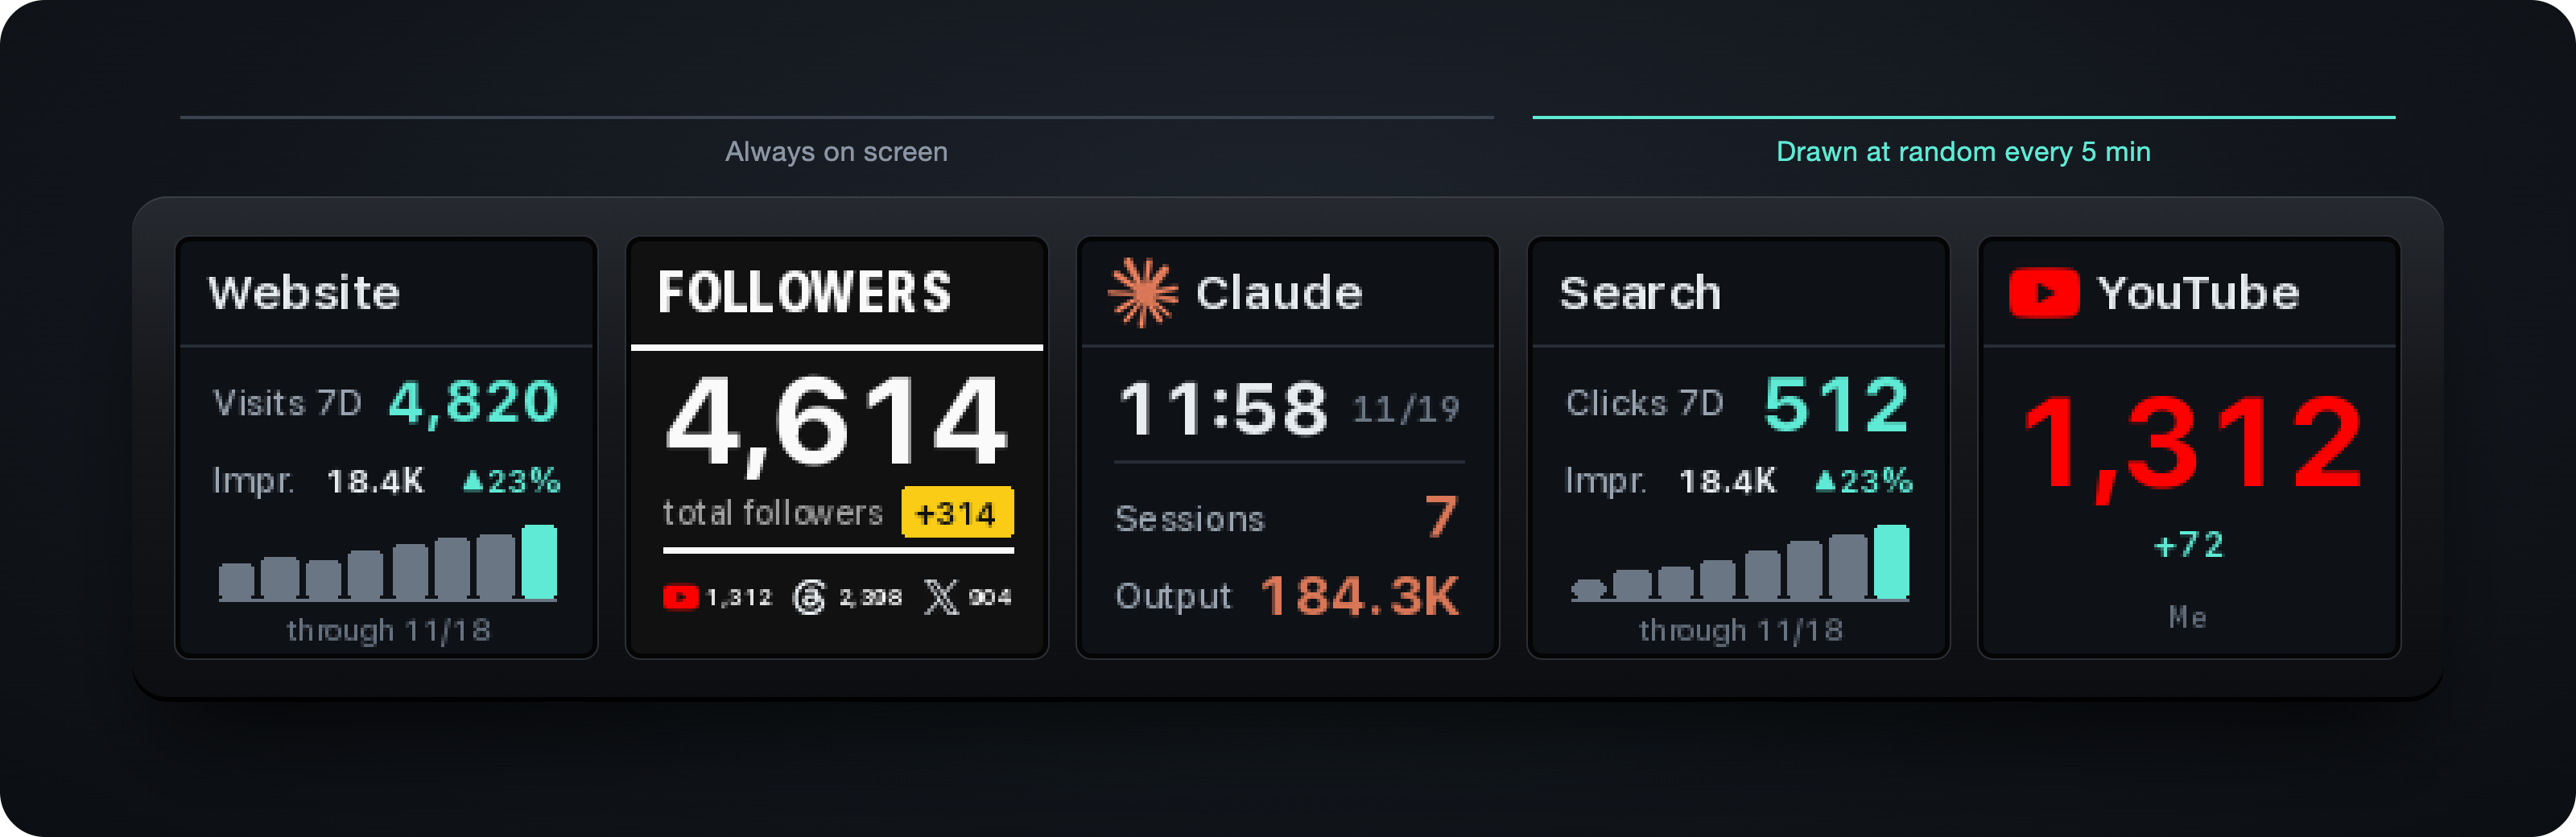 Always on screen
Drawn at random every 5 min
Website
Visits 7D 4,820
Impr. 18.4K ▲23%
through 11/18
FOLLOWERS
4,614
total followers +314
1,312 2,398 904
Claude
11:58 11/19
Sessions 7
Output 184.3K
Search
Clicks 7D 512
Impr. 18.4K ▲23%
through 11/18
YouTube
1,312
+72
Me